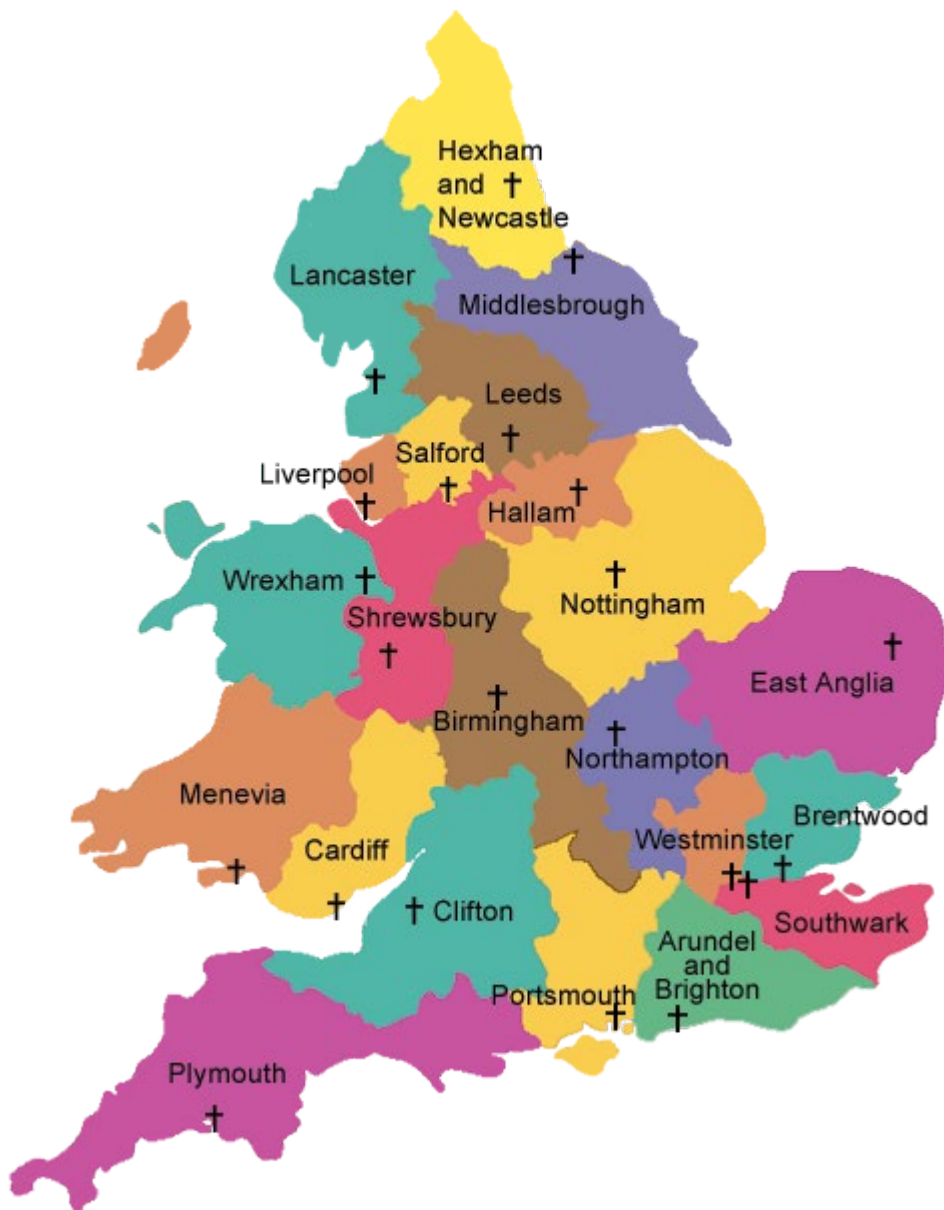 Hexham
and
Newcastle
Lancaster
Middlesbrough
Leeds
Salford
Liverpool
Hallam
Wrexham
Nottingham
Shrewsbury
East Anglia
Birmingham
Northampton
Menevia
Brentwood
Westminster
Cardiff
Clifton
Southwark
Arundel
and
Brighton
Portsmouth
Plymouth